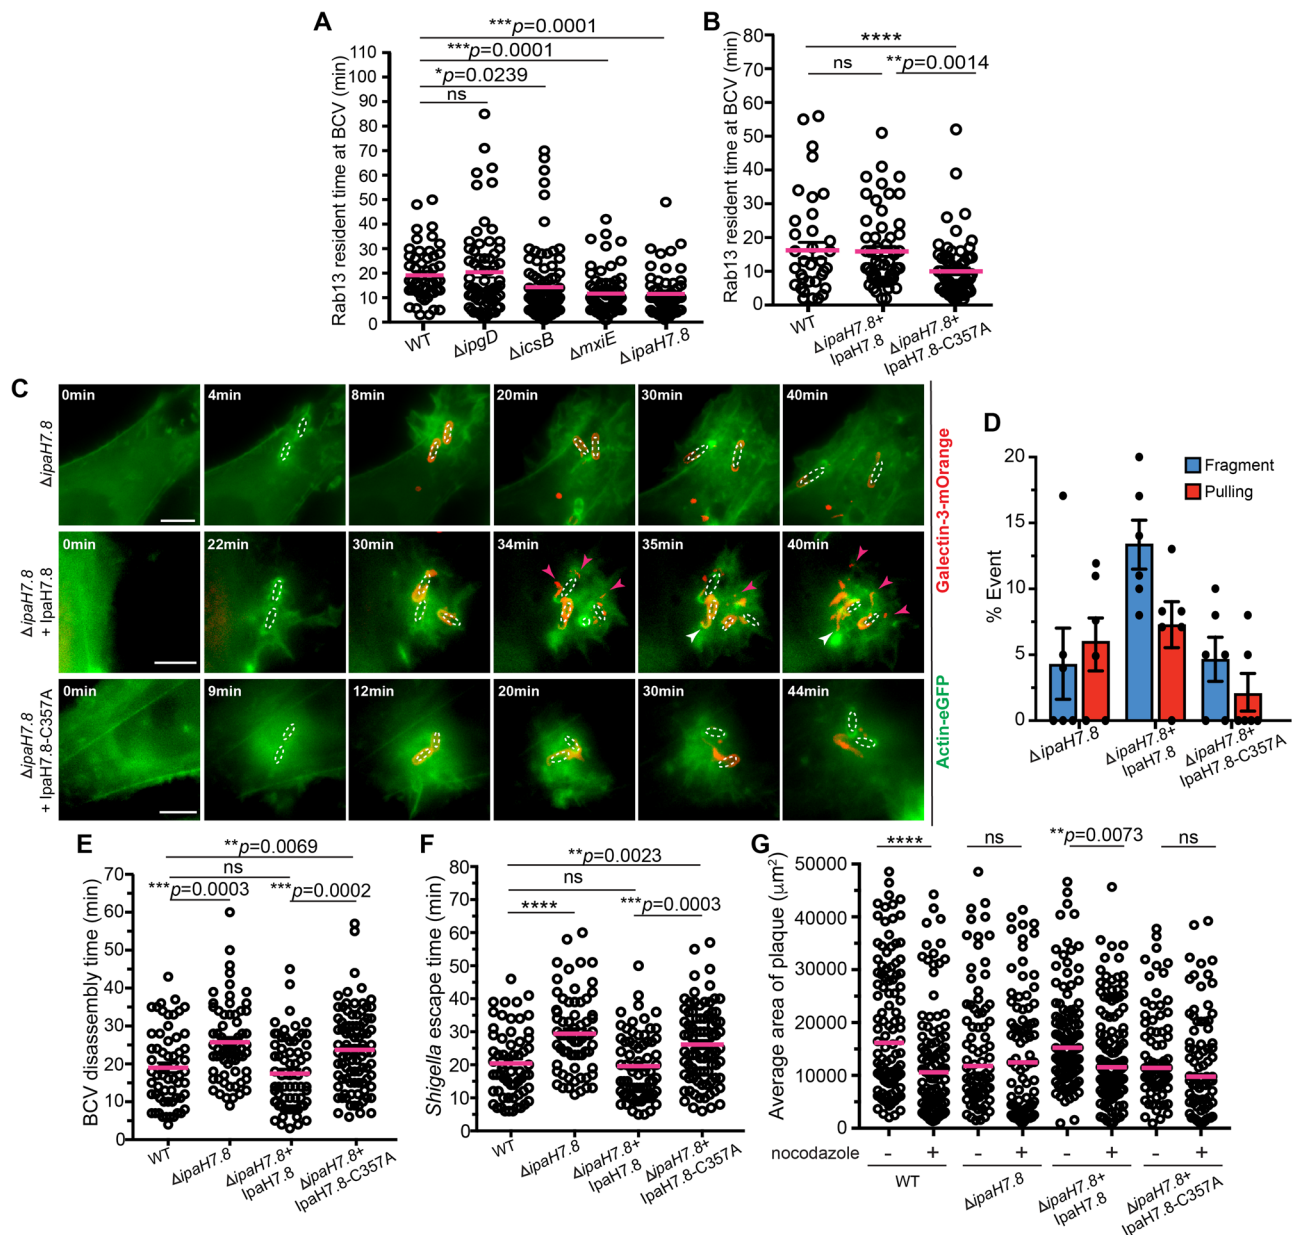 A
***p=0.0001
***p=0.0001
*p=0.0239
ns
Rab13 resident time at BCV (min)
110
100
90
80
70
60
50
40
30
20
10
0
WT
ΔipgD
ΔicsB
ΔmxiE
ΔipaH7.8
B
****
ns
**p=0.0014
Rab13 resident time at BCV (min)
80
70
60
50
40
30
20
10
0
WT
ΔipaH7.8+
IpaH7.8
ΔipaH7.8+
IpaH7.8-C357A
C
ΔipaH7.8
0min
4min
8min
20min
30min
40min
ΔipaH7.8
+ IpaH7.8
0min
22min
30min
34min
35min
40min
ΔipaH7.8
+ IpaH7.8-C357A
0min
9min
12min
20min
30min
44min
Galectin-3-mOrange
Actin-eGFP
D
% Event
20
15
10
5
0
Fragment
Pulling
ΔipaH7.8
ΔipaH7.8+
IpaH7.8
ΔipaH7.8+
IpaH7.8-C357A
E
**p=0.0069
ns
***p=0.0003
***p=0.0002
BCV disassembly time (min)
70
60
50
40
30
20
10
0
WT
ΔipaH7.8
ΔipaH7.8+
IpaH7.8
ΔipaH7.8+
IpaH7.8-C357A
F
**p=0.0023
ns
****
***p=0.0003
Shigella escape time (min)
80
70
60
50
40
30
20
10
0
WT
ΔipaH7.8
ΔipaH7.8+
IpaH7.8
ΔipaH7.8+
IpaH7.8-C357A
G
****
ns
**p=0.0073
ns
Average area of plaque (μm²)
50000
40000
30000
20000
10000
0
nocodazole - + - + - + - +
WT
ΔipaH7.8
ΔipaH7.8+
IpaH7.8
ΔipaH7.8+
IpaH7.8-C357A